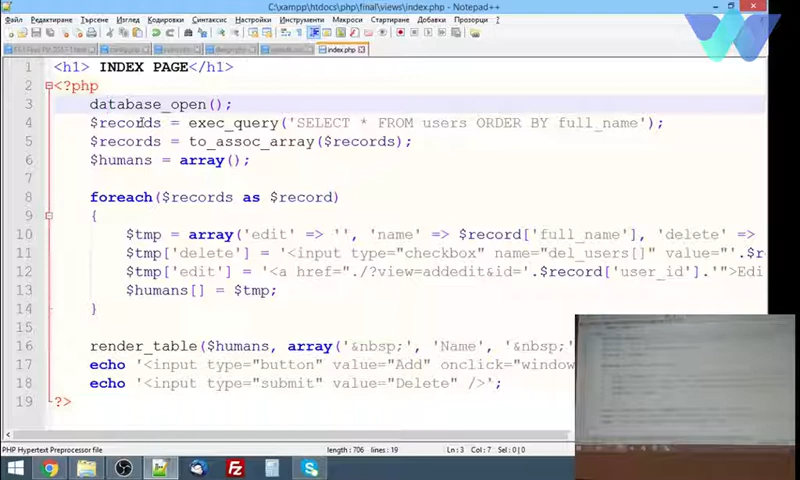 C:\xampp\htdocs\php\final\views\index.php - Notepad++
Файл Редактиране Търсене Изглед Кодировки Синтаксис Настройки Инструменти Макроси Стартиране Добавки Прозорци ?
index.php
1 <h1> INDEX PAGE</h1>
2 <?php
3 database_open();
4 $records = exec_query('SELECT * FROM users ORDER BY full_name');
5 $records = to_assoc_array($records);
6 $humans = array();
7
8 foreach($records as $record)
9 {
10 $tmp = array('edit' => '', 'name' => $record['full_name'], 'delete' =>
11 $tmp['delete'] = '<input type="checkbox" name="del_users[]" value="'.$r
12 $tmp['edit'] = '<a href="./?view=addedit&id='.$record['user_id'].'">Edi
13 $humans[] = $tmp;
14 }
15
16 render_table($humans, array('&nbsp;', 'Name', '&nbsp;'
17 echo '<input type="button" value="Add" onclick="window
18 echo '<input type="submit" value="Delete" />';
19 ?>
PHP Hypertext Preprocessor file length : 706 lines : 19 Ln : 3 Col : 7 Sel : 0 | 0